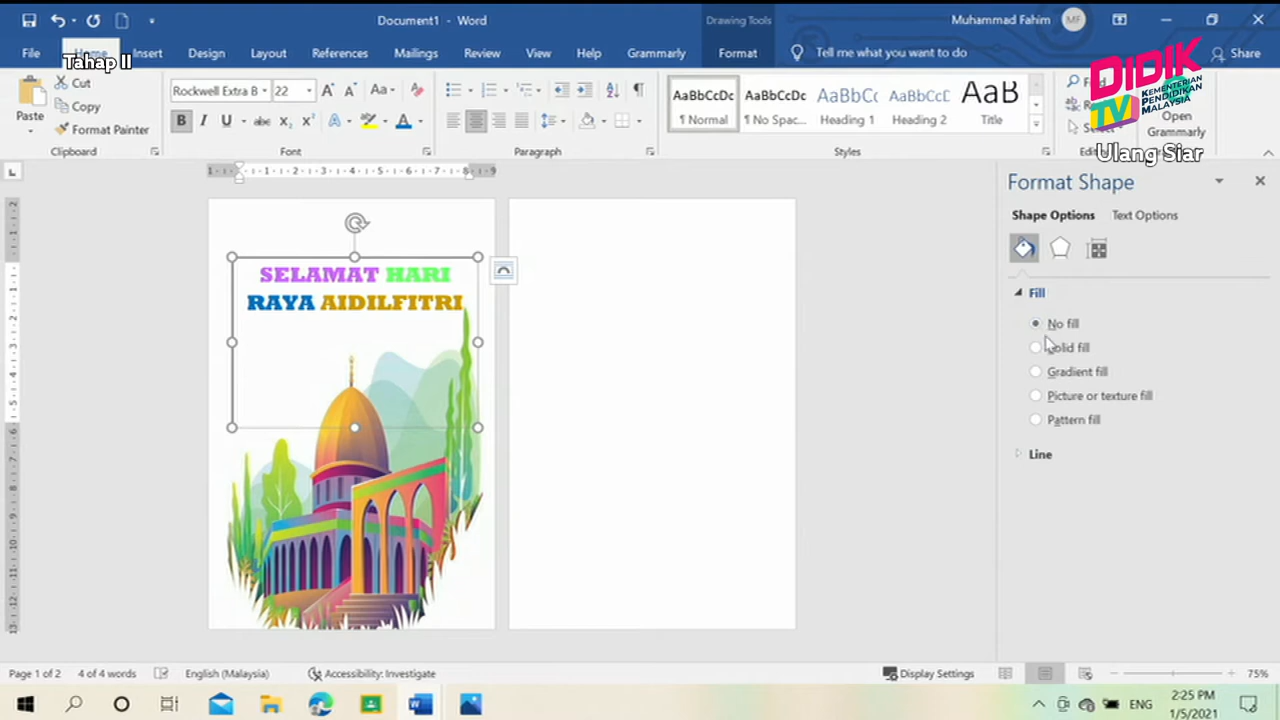 Document1 - Word
Drawing Tools
Muhammad Fahim
MF
File
Insert
Design
Layout
References
Mailings
Review
View
Help
Grammarly
Format
Tell me what you want to do
Share
Tahap II
DIDIK
TV
KEMENTERIAN
PENDIDIKAN
MALAYSIA
Ulang Siar
Paste
Cut
Copy
Format Painter
Clipboard
Rockwell Extra B
22
Font
Paragraph
AaBbCcDc
¶ Normal
AaBbCcDc
¶ No Spac...
AaBbCc
Heading 1
AaBbCcD
Heading 2
AaB
Title
Styles
Open
Grammarly
SELAMAT HARI
RAYA AIDILFITRI
Format Shape
Shape Options
Text Options
Fill
No fill
Solid fill
Gradient fill
Picture or texture fill
Pattern fill
Line
Page 1 of 2
4 of 4 words
English (Malaysia)
Accessibility: Investigate
Display Settings
75%
ENG
2:25 PM
1/5/2021